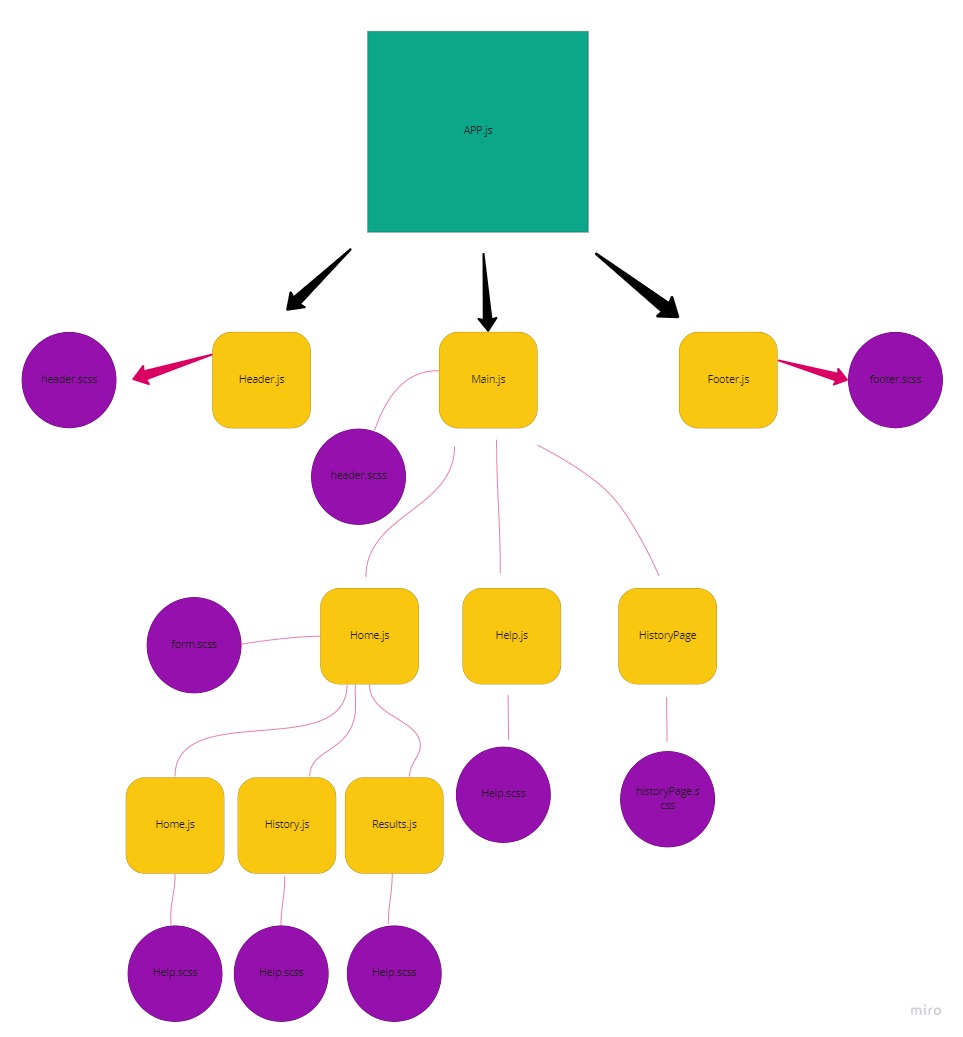 APP.js
header.scss
Header.js
Main.js
Footer.js
footer.scss
header.scss
form.scss
Home.js
Help.js
HistoryPage
Help.scss
historyPage.s
css
Home.js
History.js
Results.js
Help.scss
Help.scss
Help.scss
miro